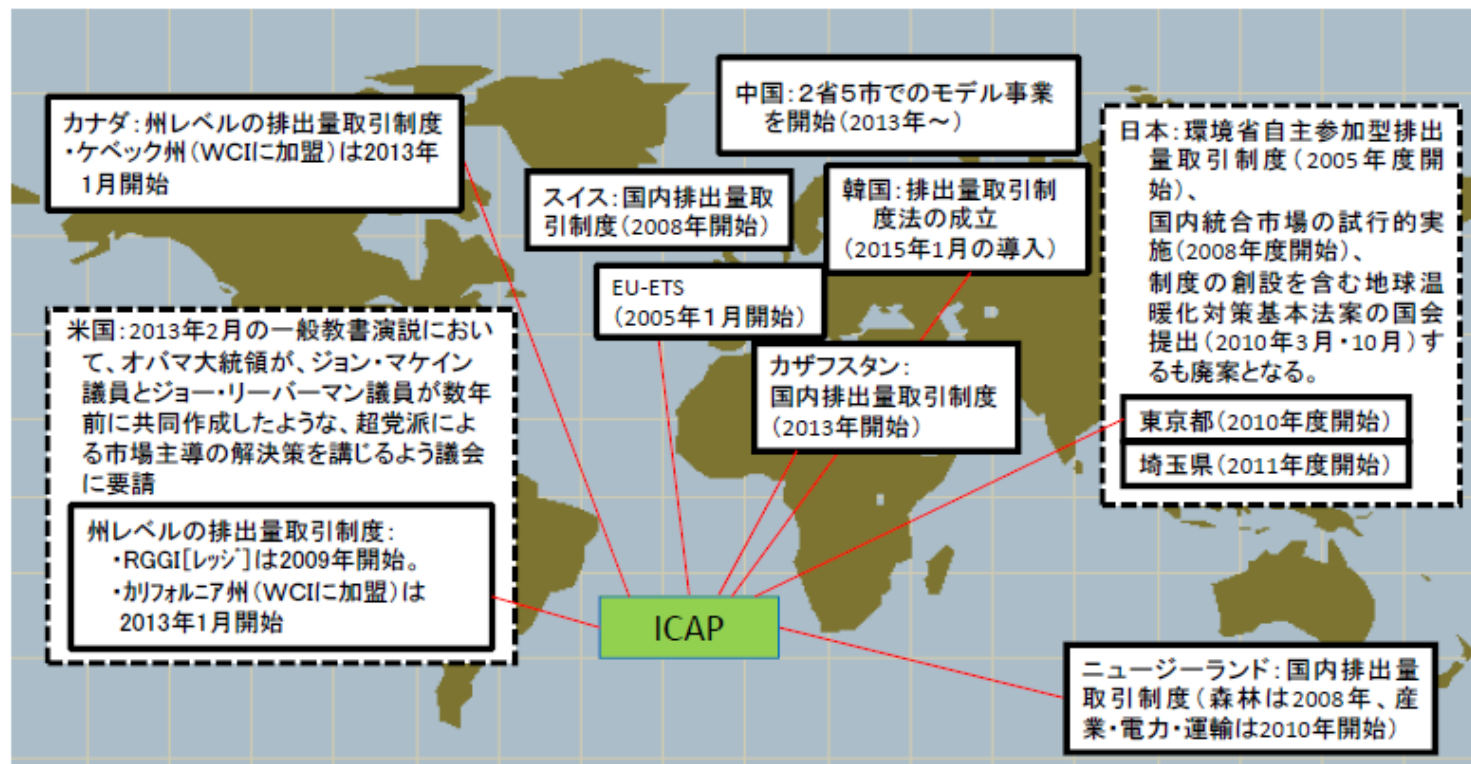 カナダ:州レベルの排出量取引制度
・ケベック州(WCIに加盟)は2013年
1月開始
中国:2省5市でのモデル事業
を開始(2013年~)
スイス:国内排出量取
引制度(2008年開始)
韓国:排出量取引制
度法の成立
(2015年1月の導入)
日本:環境省自主参加型排出
量取引制度(2005年度開
始)、
国内統合市場の試行的実
施(2008年度開始)、
制度の創設を含む地球温
暖化対策基本法案の国会
提出(2010年3月・10月)す
るも廃案となる。
東京都(2010年度開始)
埼玉県(2011年度開始)
EU-ETS
(2005年1月開始)
カザフスタン:
国内排出量取引制度
(2013年開始)
米国:2013年2月の一般教書演説におい
て、オバマ大統領が、ジョン・マケイン
議員とジョー・リーバーマン議員が数年
前に共同作成したような、超党派によ
る市場主導の解決策を講じるよう議会
に要請
州レベルの排出量取引制度:
・RGGI[レッジ]は2009年開始。
・カリフォルニア州(WCIに加盟)は
2013年1月開始
ICAP
ニュージーランド:国内排出量
取引制度(森林は2008年、産
業・電力・運輸は2010年開始)